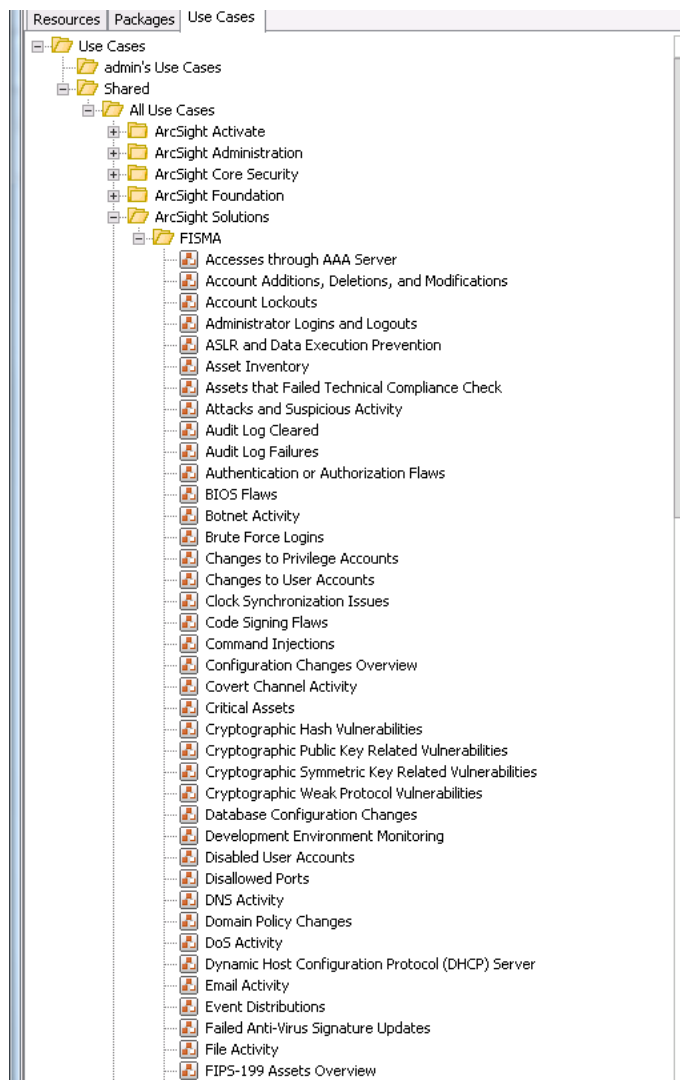 Resources Packages Use Cases
Use Cases
admin's Use Cases
Shared
All Use Cases
ArcSight Activate
ArcSight Administration
ArcSight Core Security
ArcSight Foundation
ArcSight Solutions
FISMA
Accesses through AAA Server
Account Additions, Deletions, and Modifications
Account Lockouts
Administrator Logins and Logouts
ASLR and Data Execution Prevention
Asset Inventory
Assets that Failed Technical Compliance Check
Attacks and Suspicious Activity
Audit Log Cleared
Audit Log Failures
Authentication or Authorization Flaws
BIOS Flaws
Botnet Activity
Brute Force Logins
Changes to Privilege Accounts
Changes to User Accounts
Clock Synchronization Issues
Code Signing Flaws
Command Injections
Configuration Changes Overview
Covert Channel Activity
Critical Assets
Cryptographic Hash Vulnerabilities
Cryptographic Public Key Related Vulnerabilities
Cryptographic Symmetric Key Related Vulnerabilities
Cryptographic Weak Protocol Vulnerabilities
Database Configuration Changes
Development Environment Monitoring
Disabled User Accounts
Disallowed Ports
DNS Activity
Domain Policy Changes
DoS Activity
Dynamic Host Configuration Protocol (DHCP) Server
Email Activity
Event Distributions
Failed Anti-Virus Signature Updates
File Activity
FIPS-199 Assets Overview